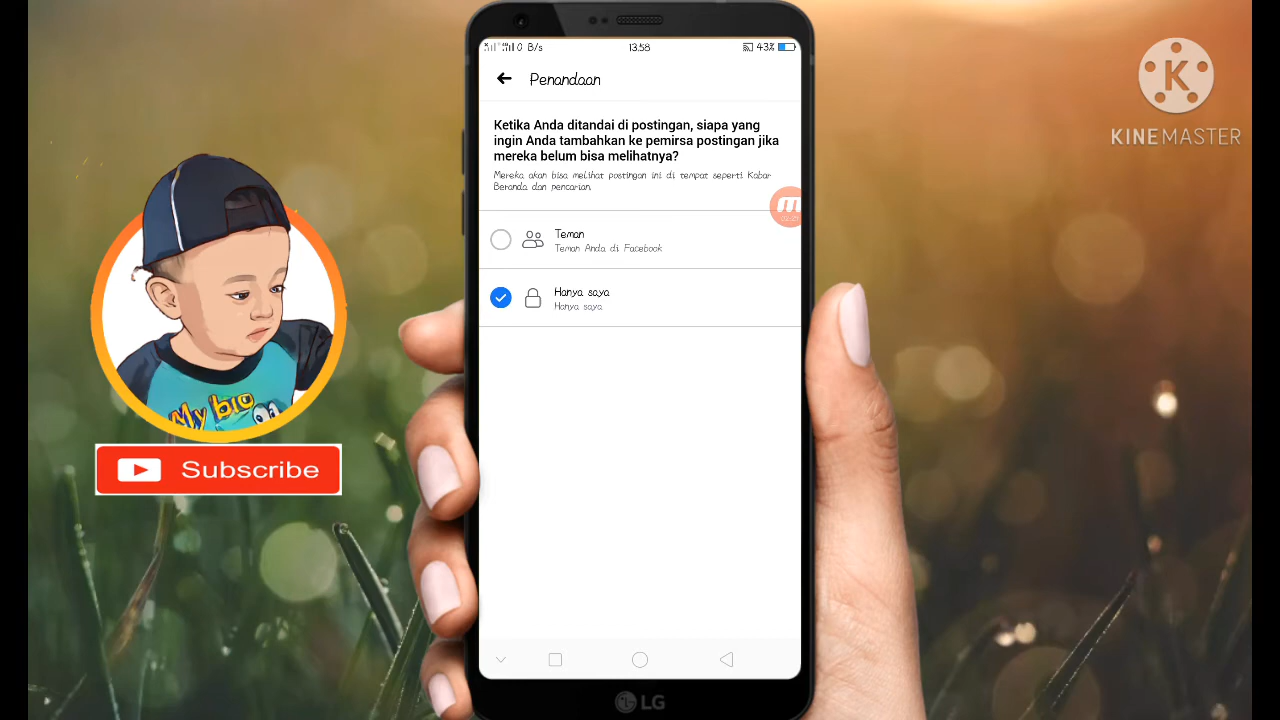 0 B/s
13.58
43%
Penandaan
Ketika Anda ditandai di postingan, siapa yang
ingin Anda tambahkan ke pemirsa postingan jika
mereka belum bisa melihatnya?
Mereka akan bisa melihat postingan ini di tempat seperti Kabar
Beranda dan pencarian.
Teman
Teman Anda di Facebook
Hanya saya
Hanya saya
My bio
Subscribe
K
KINEMASTER
LG